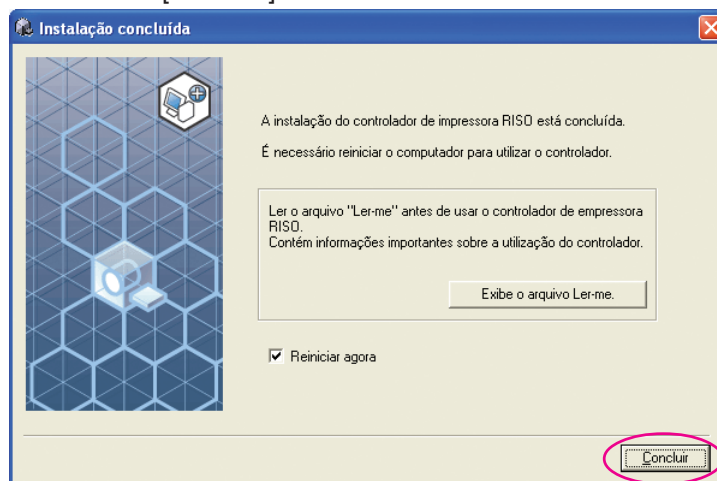 Instalação concluída
A instalação do controlador de impressora RISO está concluída.
É necessário reiniciar o computador para utilizar o controlador.
Ler o arquivo "Ler-me" antes de usar o controlador de empressora
RISO.
Contém informações importantes sobre a utilização do controlador.
Exibe o arquivo Ler-me.
Reiniciar agora
Concluir